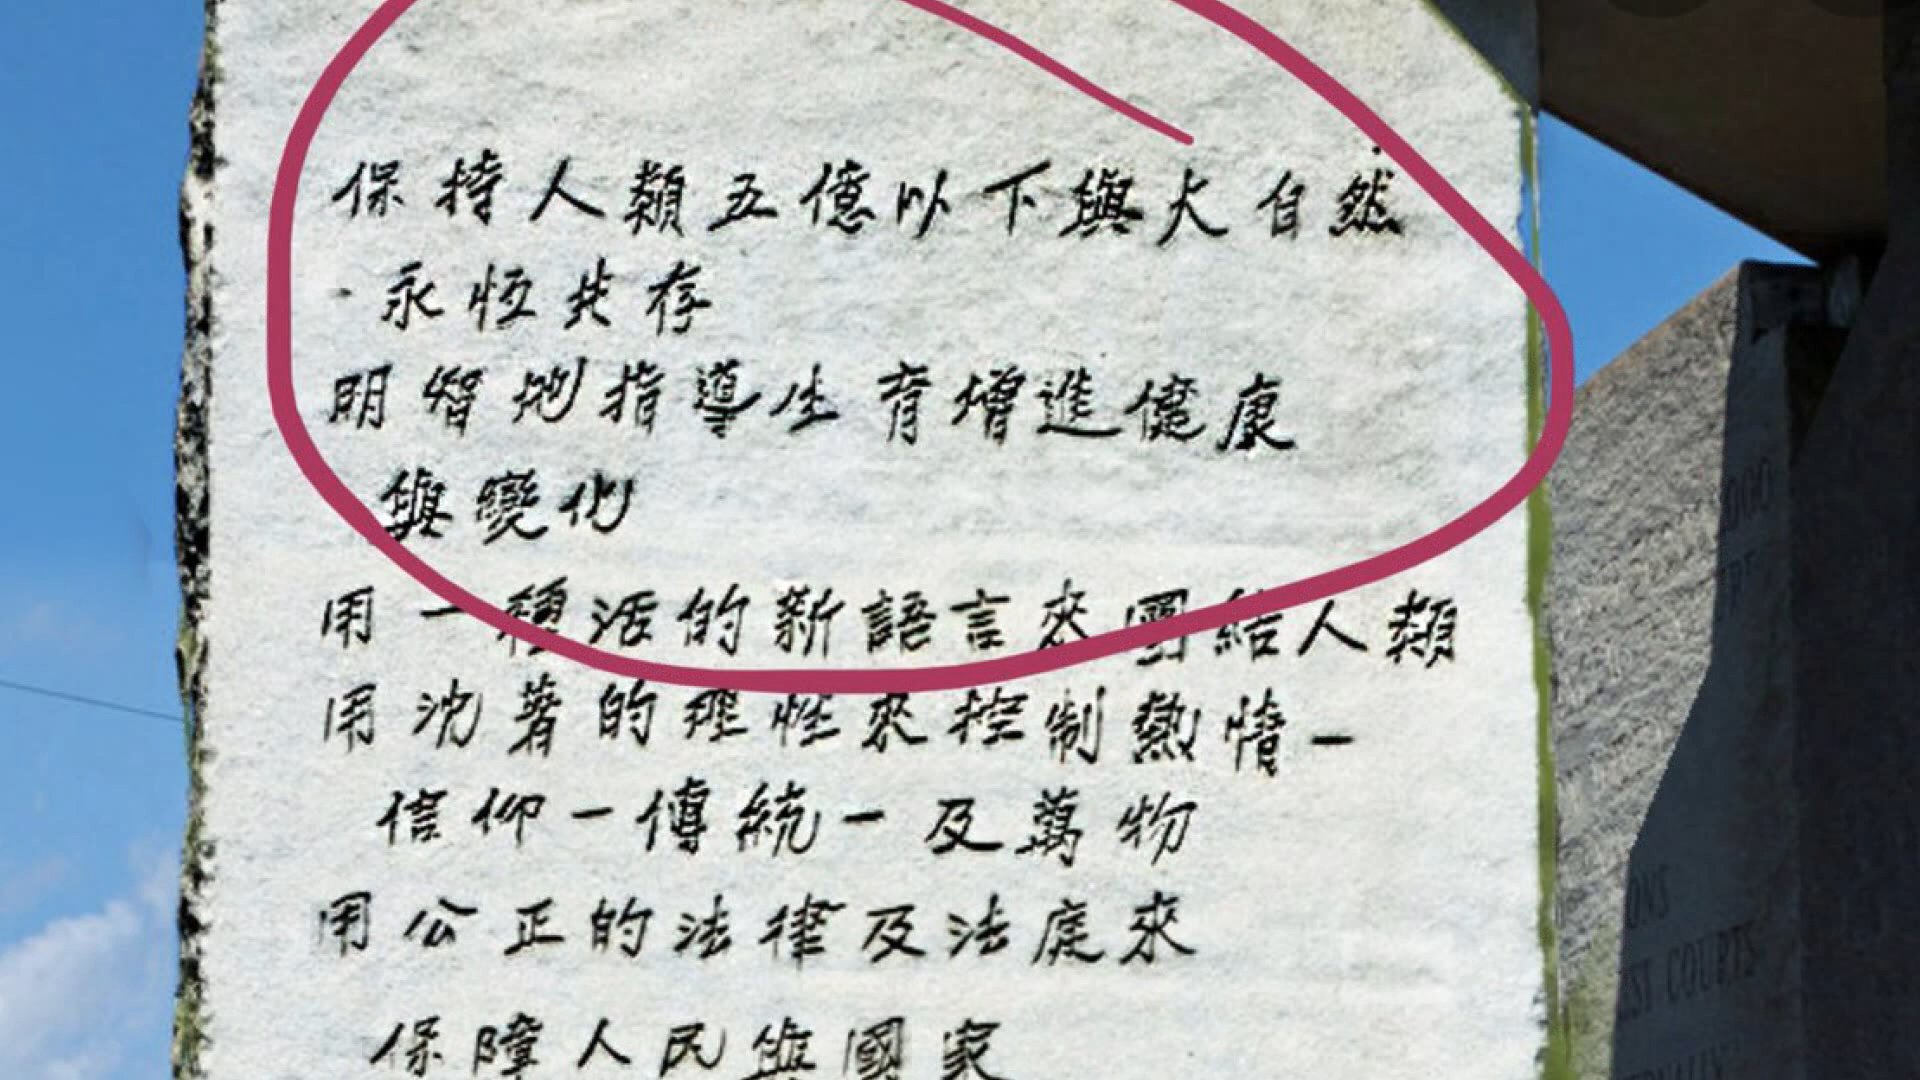 保持人類五億以下與大自然
永恆共存
明智地指導生育增進健康
與變化
用一種活的新語言來團結人類
用沈著的理性來控制熱情－
信仰－傳統－及萬物
用公正的法律及法庭來
保障人民與國家
COURTS